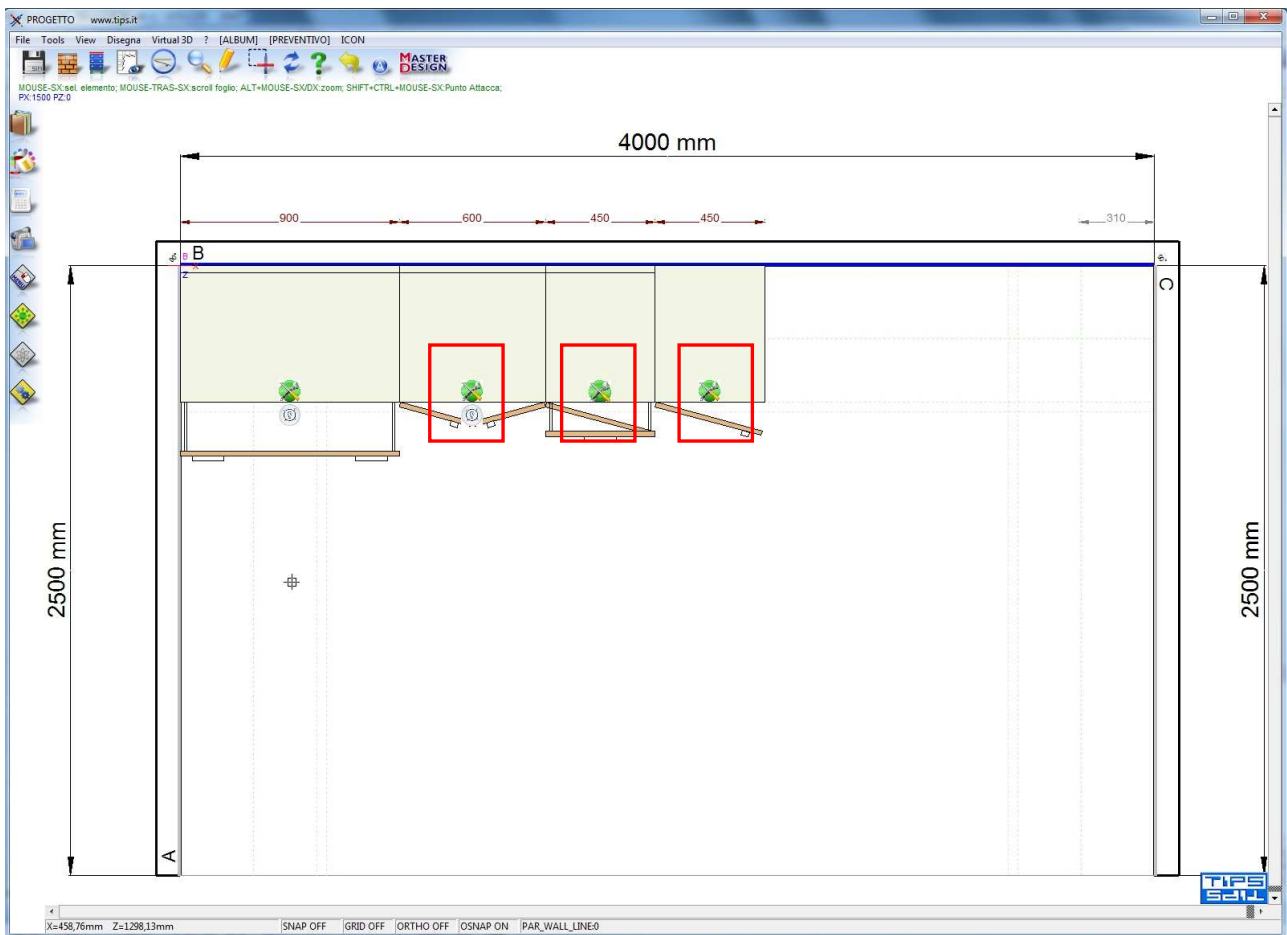 PROGETTO www.tips.it
File Tools View Disegna Virtual 3D ? [ALBUM] [PREVENTIVO] ICON
MASTER
DESIGN
MOUSE-SX:sel. elemento; MOUSE-TRAS-SX:scroll foglio; ALT+MOUSE-SX/DX:zoom; SHIFT+CTRL+MOUSE-SX:Punto Attacca;
PX:1500 PZ:0
4000 mm
900 600 450 450 310
B B
X
Z
C
2500 mm
2500 mm
A
TIPS
X=458,76mm Z=1298,13mm SNAP OFF GRID OFF ORTHO OFF OSNAP ON PAR_WALL_LINE:0